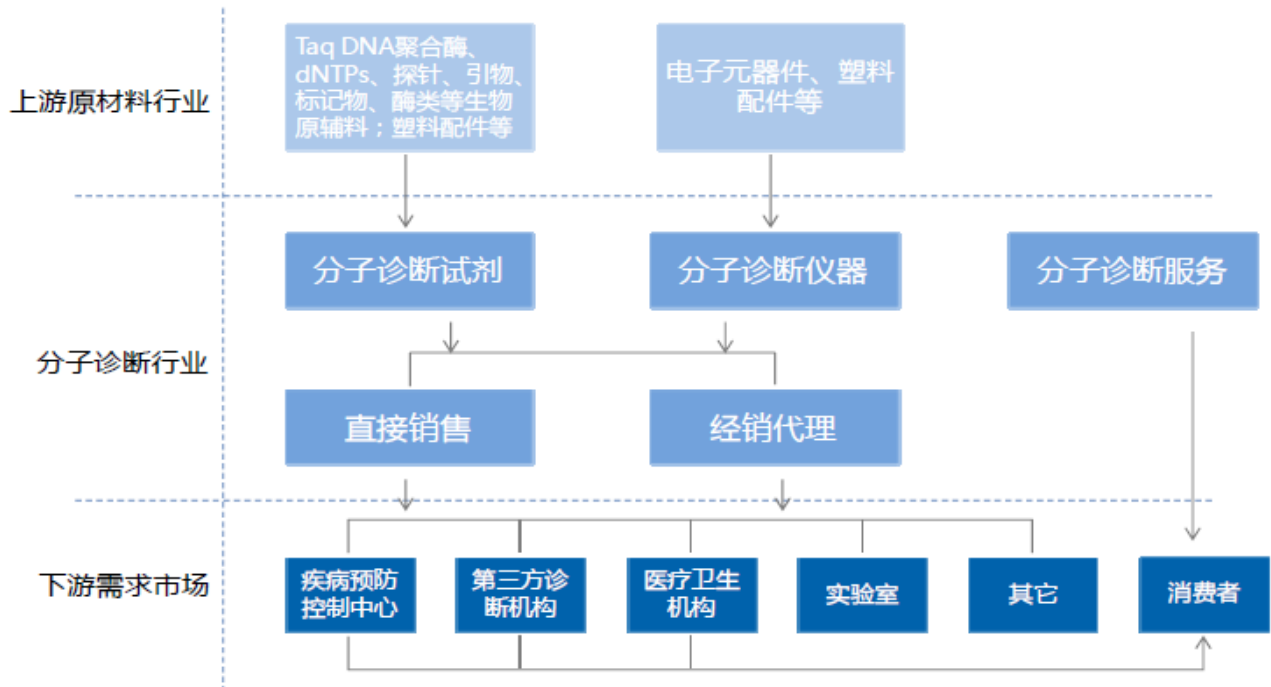 上游原材料行业
Taq DNA聚合酶、
dNTPs、探针、引物、
标记物、酶类等生物
原辅料；塑料配件等
电子元器件、塑料
配件等
分子诊断行业
分子诊断试剂
分子诊断仪器
分子诊断服务
直接销售
经销代理
下游需求市场
疾病预防
控制中心
第三方诊
断机构
医疗卫生
机构
实验室
其它
消费者